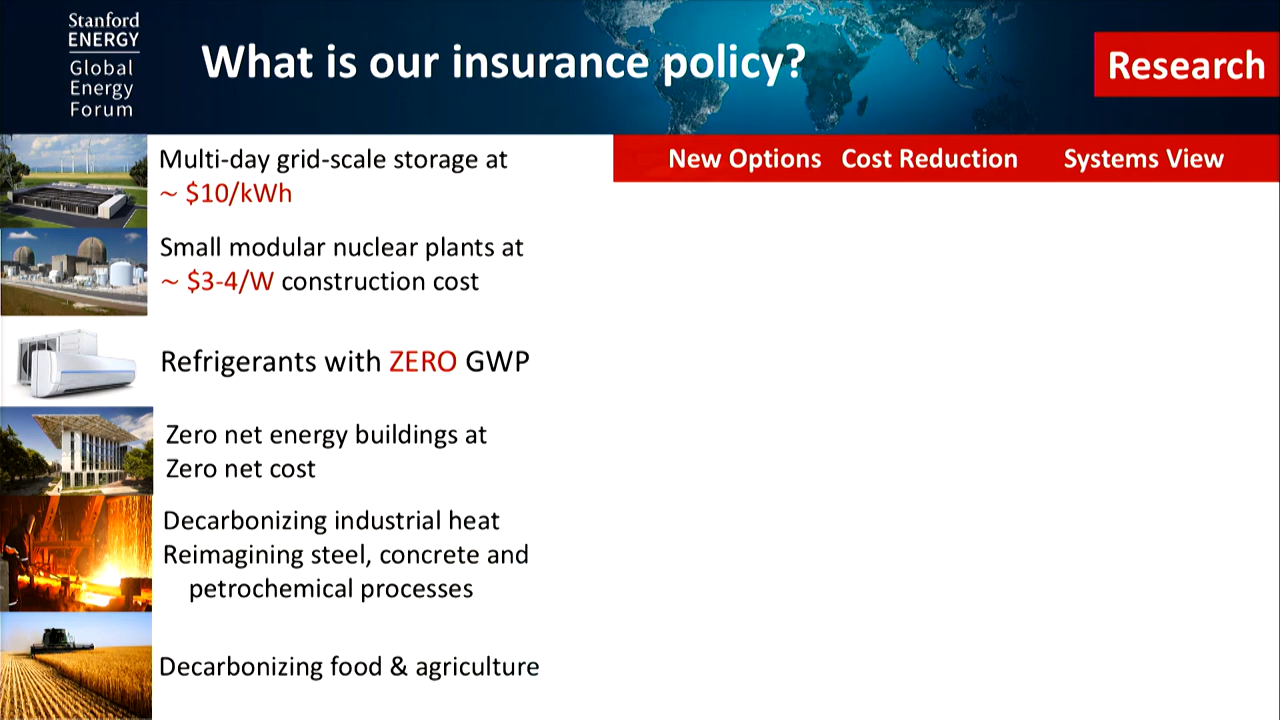 Stanford
ENERGY
Global
Energy
Forum
What is our insurance policy?
Research
New Options Cost Reduction Systems View
Multi-day grid-scale storage at
~ $10/kWh
Small modular nuclear plants at
~ $3-4/W construction cost
Refrigerants with ZERO GWP
Zero net energy buildings at
Zero net cost
Decarbonizing industrial heat
Reimagining steel, concrete and
petrochemical processes
Decarbonizing food & agriculture